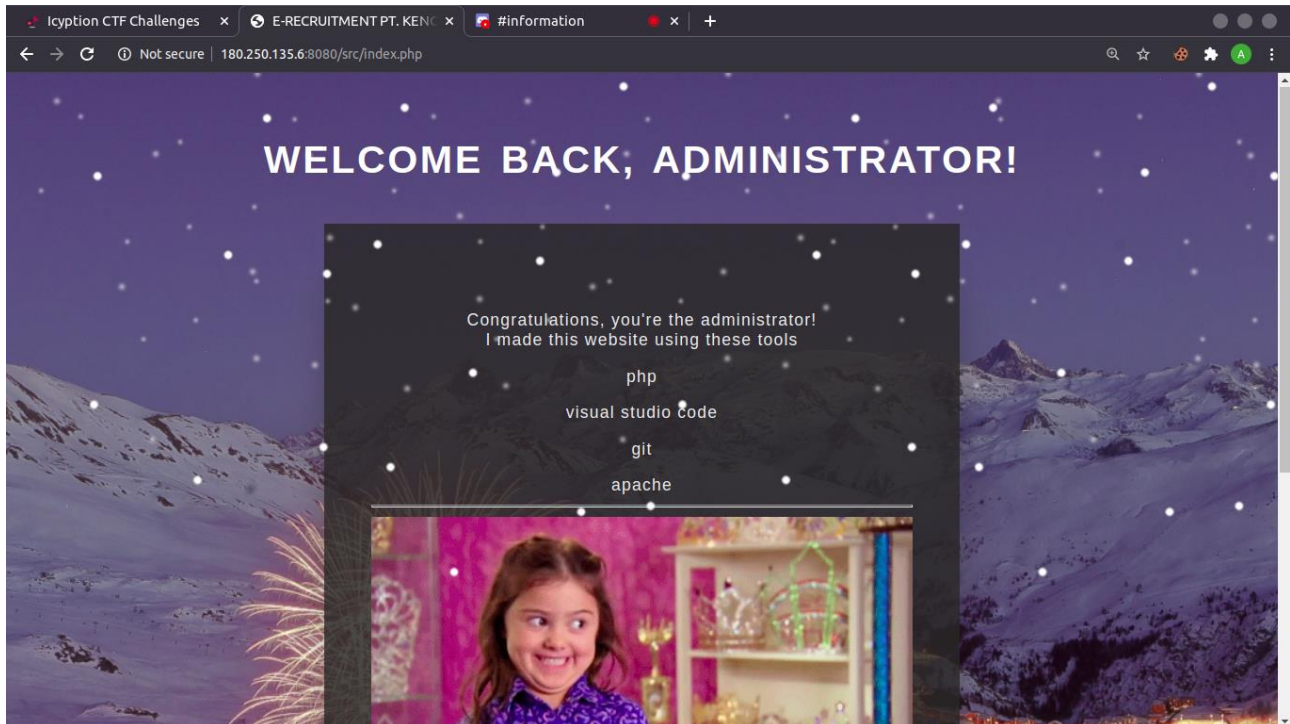 Icyption CTF Challenges
E-RECRUITMENT PT. KENC
#information
Not secure
180.250.135.6:8080/src/index.php
A
WELCOME BACK, ADMINISTRATOR!
Congratulations, you're the administrator!
I made this website using these tools
php
visual studio code
git
apache